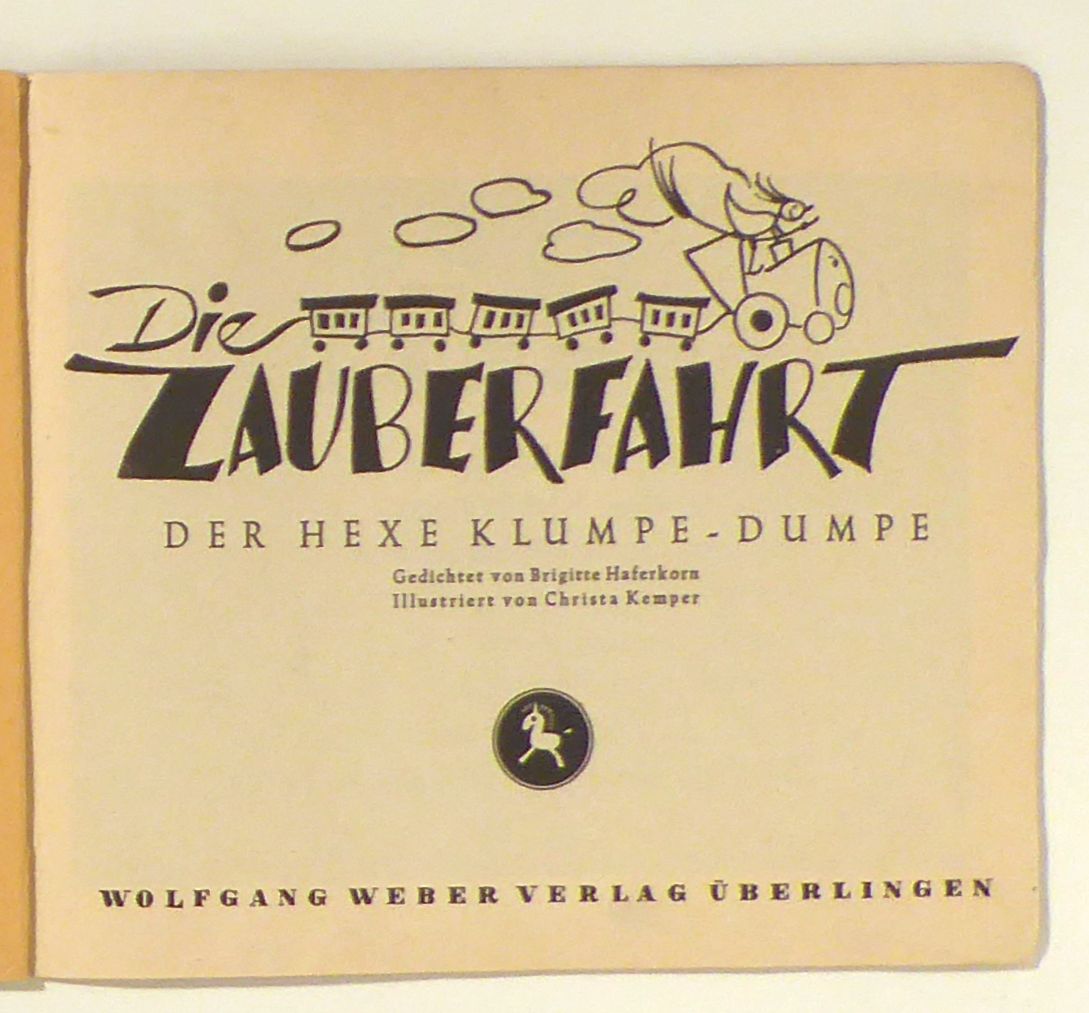 Die
ZAUBERFAHRT
DER HEXE KLUMPE-DUMPE
Gedichtet von Brigitte Haferkorn
Illustriert von Christa Kemper
WOLFGANG WEBER VERLAG ÜBERLINGEN